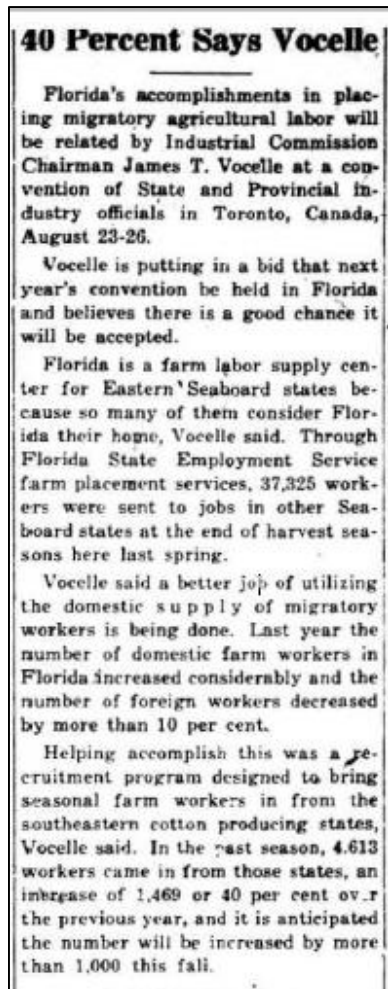 40 Percent Says Vocelle
Florida's accomplishments in plac-
ing migratory agricultural labor will
be related by Industrial Commission
Chairman James T. Vocelle at a con-
vention of State and Provincial in-
dustry officials in Toronto, Canada,
August 23-26.
Vocelle is putting in a bid that next
year's convention be held in Florida
and believes there is a good chance it
will be accepted.
Florida is a farm labor supply cen-
ter for Eastern Seaboard states be-
cause so many of them consider Flor-
ida their home, Vocelle said. Through
Florida State Employment Service
farm placement services, 37,325 work-
ers were sent to jobs in other Sea-
board states at the end of harvest sea-
sons here last spring.
Vocelle said a better job of utilizing
the domestic supply of migratory
workers is being done. Last year the
number of domestic farm workers in
Florida increased considerably and the
number of foreign workers decreased
by more than 10 per cent.
Helping accomplish this was a re-
cruitment program designed to bring
seasonal farm workers in from the
southeastern cotton producing states,
Vocelle said. In the past season, 4,613
workers came in from those states, an
increase of 1,469 or 40 per cent over
the previous year, and it is anticipated
the number will be increased by more
than 1,000 this fall.